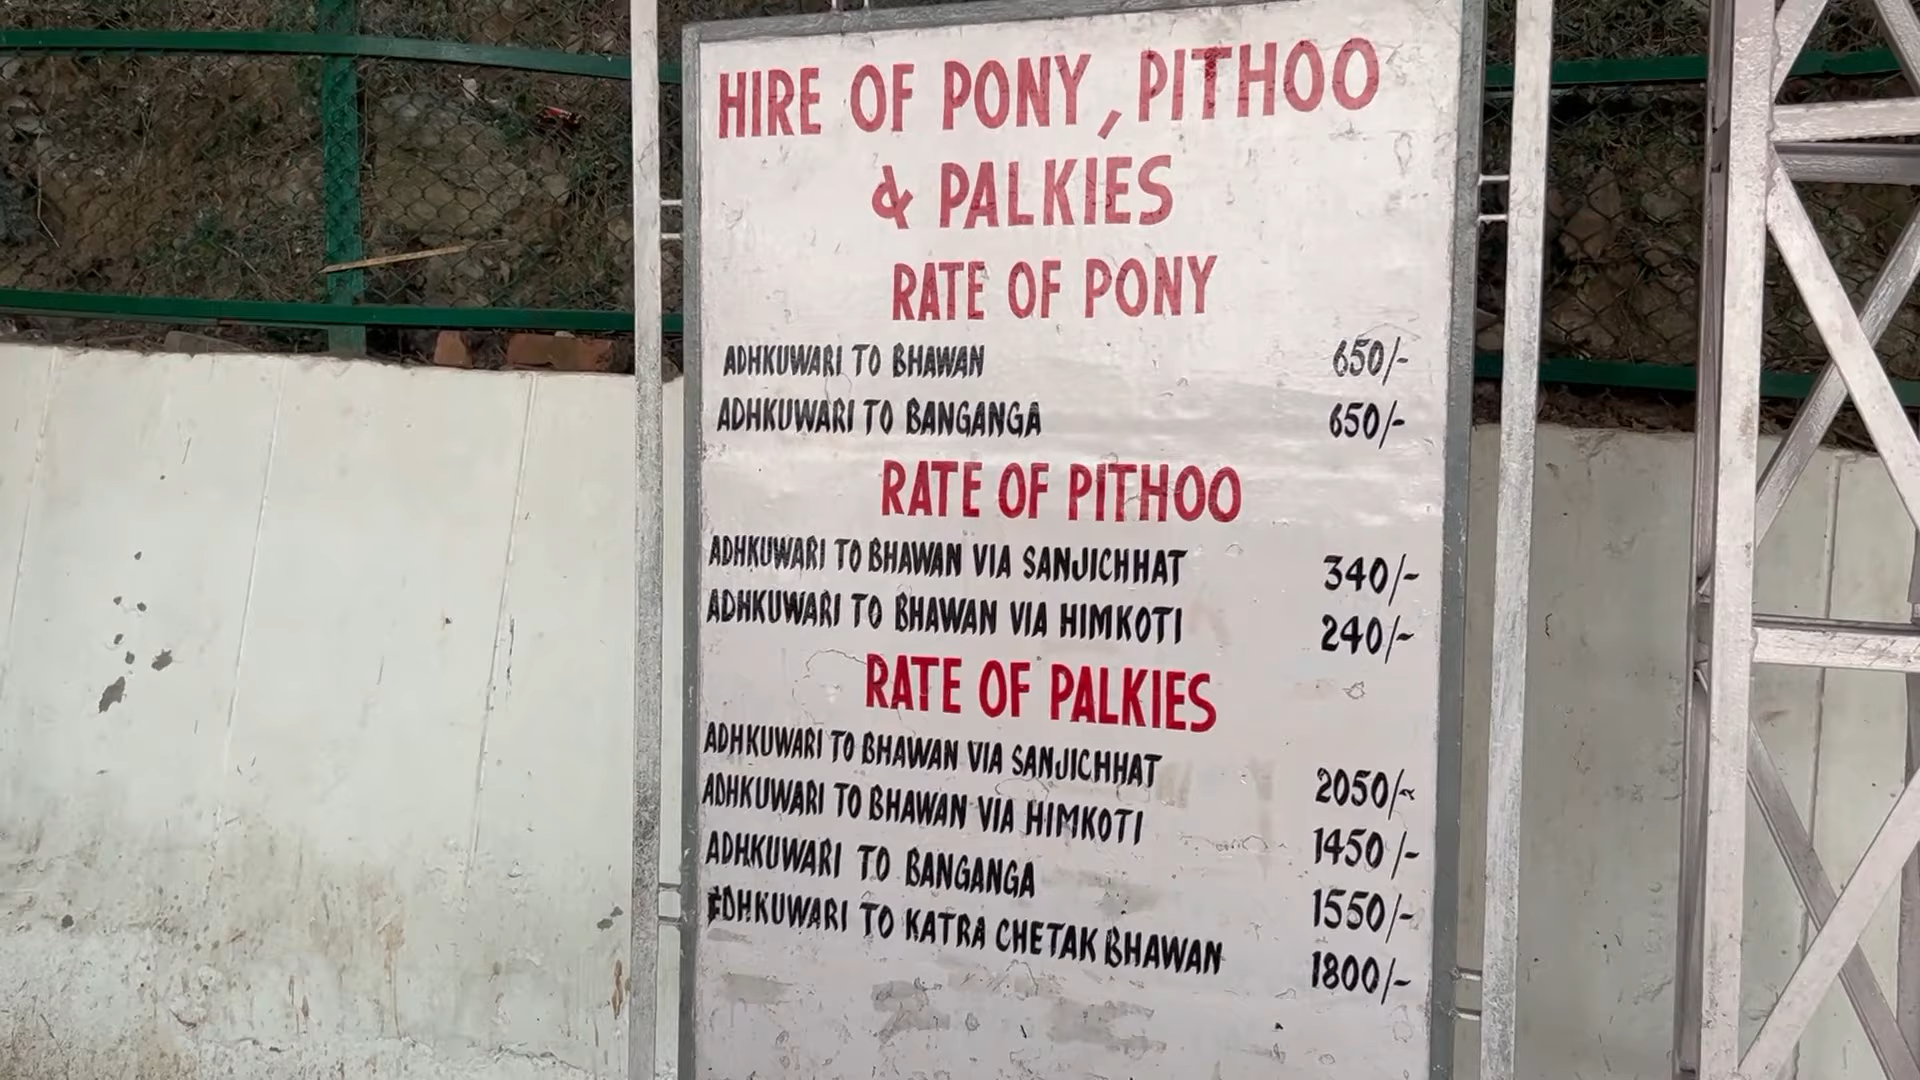 HIRE OF PONY, PITHOO
& PALKIES
RATE OF PONY
ADHKUWARI TO BHAWAN 650/-
ADHKUWARI TO BANGANGA 650/-
RATE OF PITHOO
ADHKUWARI TO BHAWAN VIA SANJICHHAT 340/-
ADHKUWARI TO BHAWAN VIA HIMKOTI 240/-
RATE OF PALKIES
ADHKUWARI TO BHAWAN VIA SANJICHHAT 2050/-
ADHKUWARI TO BHAWAN VIA HIMKOTI 1450/-
ADHKUWARI TO BANGANGA 1550/-
ADHKUWARI TO KATRA CHETAK BHAWAN 1800/-